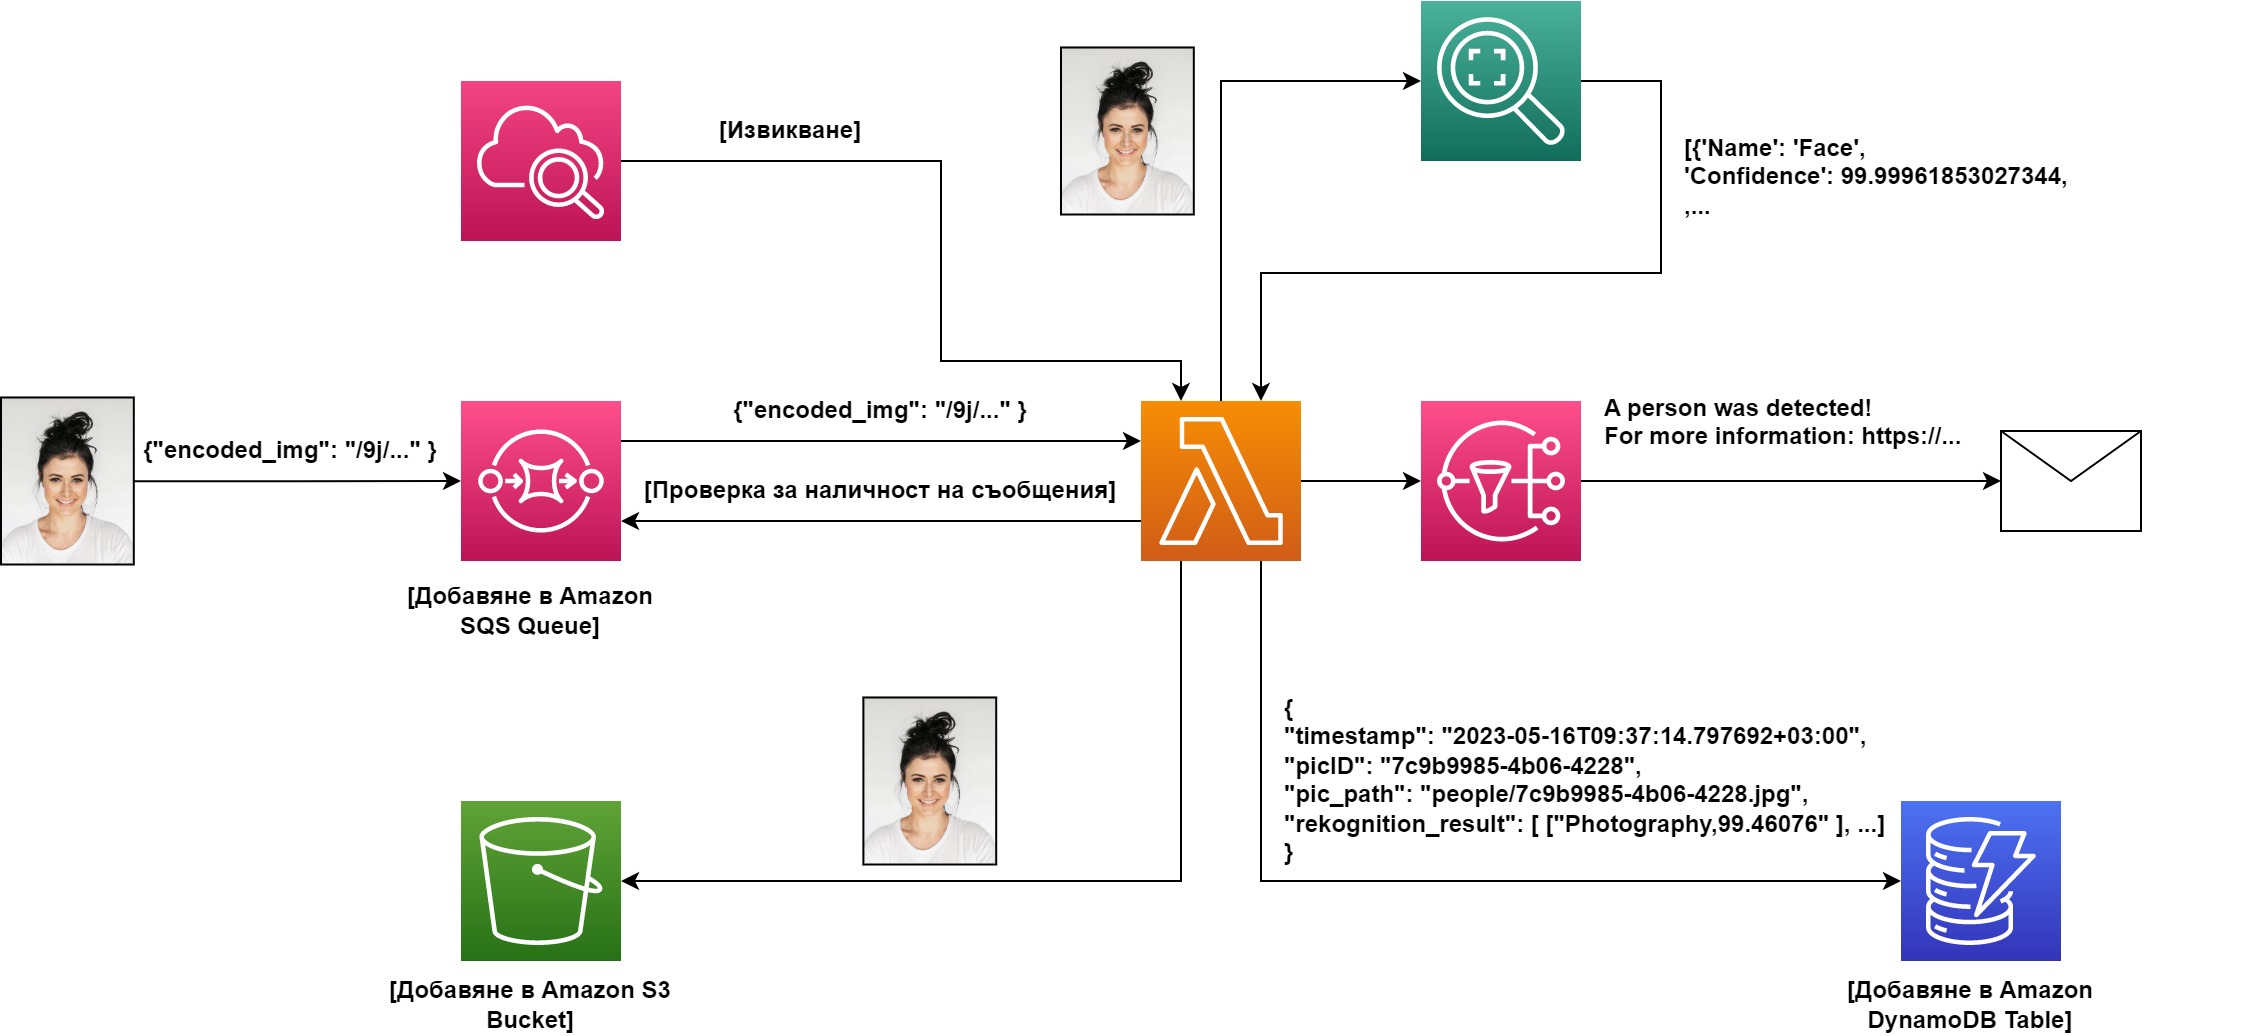 [Извикване]
[{'Name': 'Face',
'Confidence': 99.99961853027344,
,...
{"encoded_img": "/9j/..." }
{"encoded_img": "/9j/..." }
[Проверка за наличност на съобщения]
A person was detected!
For more information: https://...
[Добавяне в Amazon
SQS Queue]
{
"timestamp": "2023-05-16T09:37:14.797692+03:00",
"picID": "7c9b9985-4b06-4228",
"pic_path": "people/7c9b9985-4b06-4228.jpg",
"rekognition_result": [ ["Photography,99.46076" ], ...]
}
[Добавяне в Amazon S3
Bucket]
[Добавяне в Amazon
DynamoDB Table]